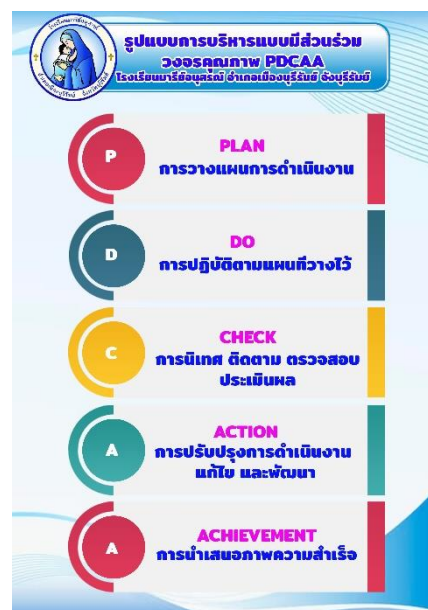 รูปแบบการบริหารแบบมีส่วนร่วม
วงจรคุณภาพ PDCAA
โรงเรียนมารีย์อนุสรณ์ อำเภอเมืองบุรีรัมย์ จังบุรีรัมย์
P
PLAN
การวางแผนการดำเนินงาน
D
DO
การปฏิบัติตามแผนที่วางไว้
C
CHECK
การนิเทศ ติดตาม ตรวจสอบ
ประเมินผล
A
ACTION
การปรับปรุงการดำเนินงาน
แก้ไข และพัฒนา
A
ACHIEVEMENT
การนำเสนอภาพความสำเร็จ